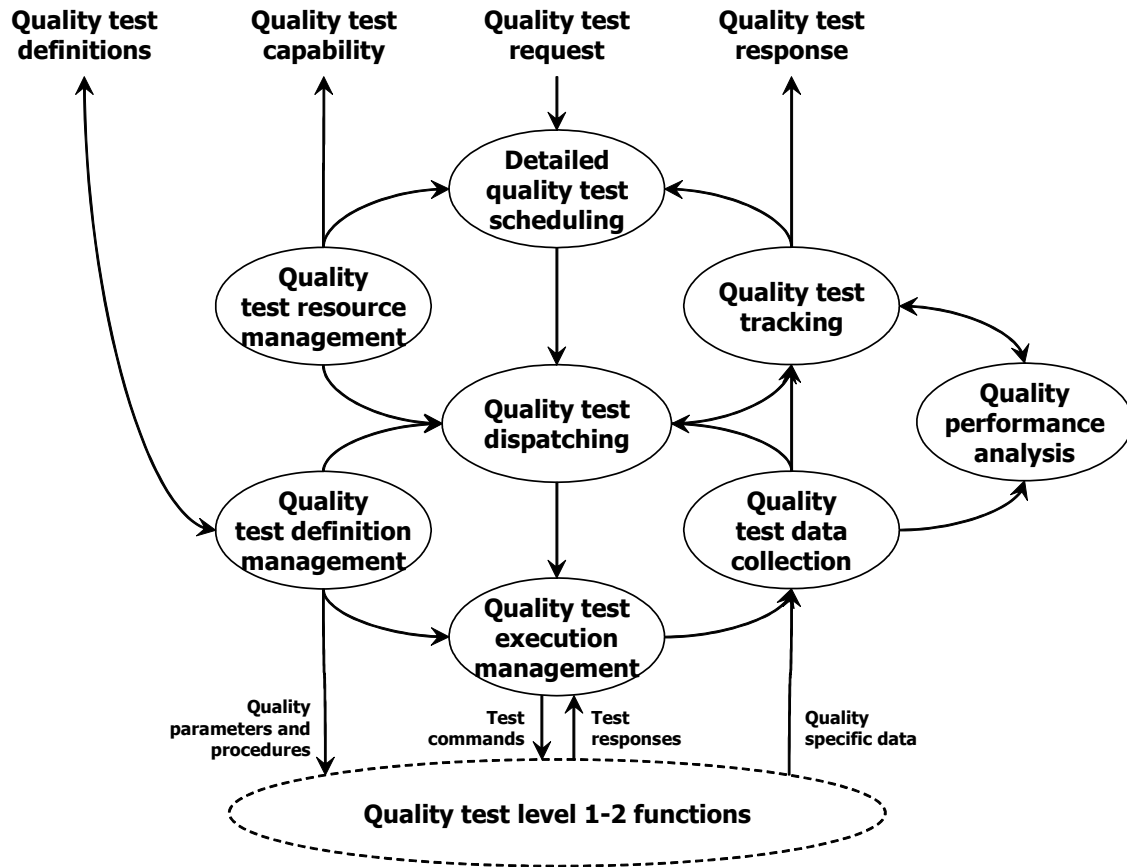 Quality test
definitions
Quality test
capability
Quality test
request
Quality test
response
Detailed
quality test
scheduling
Quality
test resource
management
Quality test
tracking
Quality
performance
analysis
Quality test
dispatching
Quality
test definition
management
Quality
test data
collection
Quality test
execution
management
Quality
parameters and
procedures
Test
commands
Test
responses
Quality
specific data
Quality test level 1-2 functions